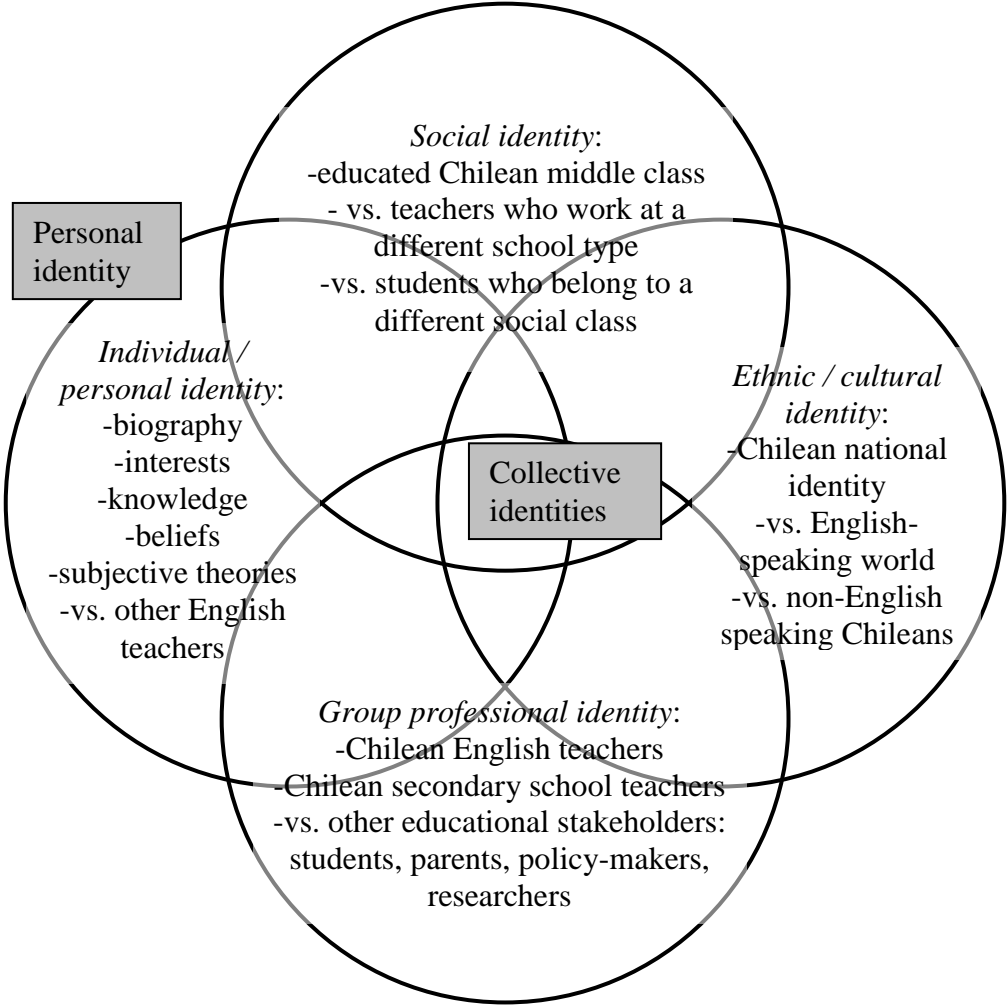 Social identity:
-educated Chilean middle class
- vs. teachers who work at a
different school type
-vs. students who belong to a
different social class
Personal
identity
Individual /
personal identity:
-biography
-interests
-knowledge
-beliefs
-subjective theories
-vs. other English
teachers
Collective
identities
Ethnic / cultural
identity:
-Chilean national
identity
-vs. English-
speaking world
-vs. non-English
speaking Chileans
Group professional identity:
-Chilean English teachers
-Chilean secondary school teachers
-vs. other educational stakeholders:
students, parents, policy-makers,
researchers